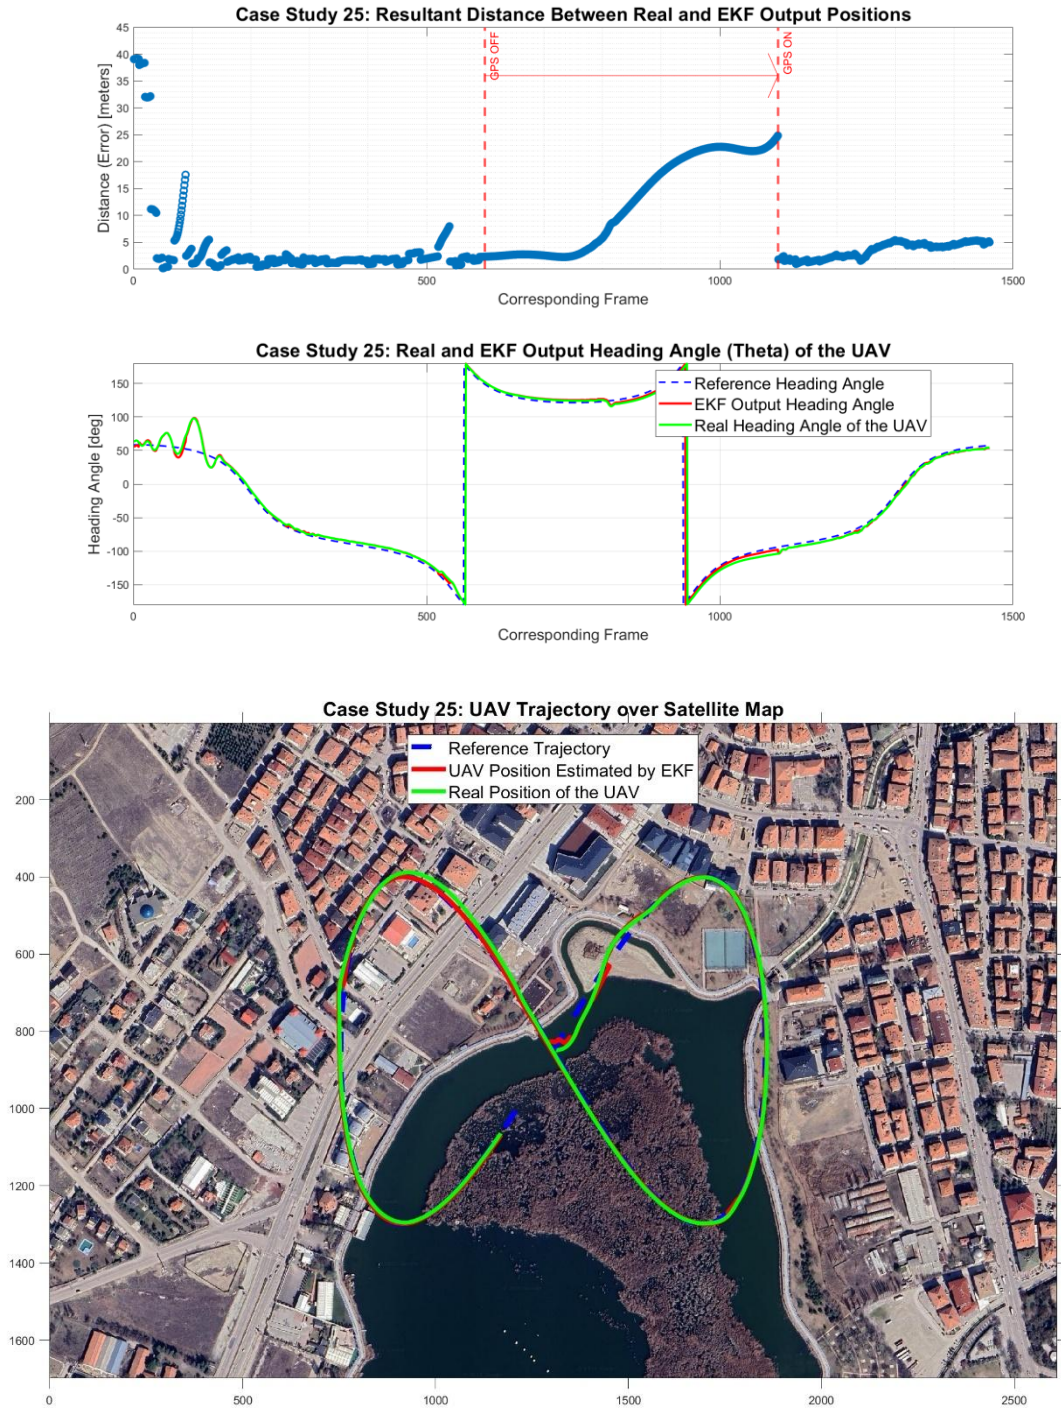 Case Study 25: Resultant Distance Between Real and EKF Output Positions
45
40
35
30
25
20
15
10
5
0
Distance (Error) [meters]
GPS OFF
GPS ON
0
500
1000
1500
Corresponding Frame
Case Study 25: Real and EKF Output Heading Angle (Theta) of the UAV
150
100
50
0
-50
-100
-150
Heading Angle [deg]
Reference Heading Angle
EKF Output Heading Angle
Real Heading Angle of the UAV
0
500
1000
1500
Corresponding Frame
Case Study 25: UAV Trajectory over Satellite Map
Reference Trajectory
UAV Position Estimated by EKF
Real Position of the UAV
200
400
600
800
1000
1200
1400
1600
0
500
1000
1500
2000
2500